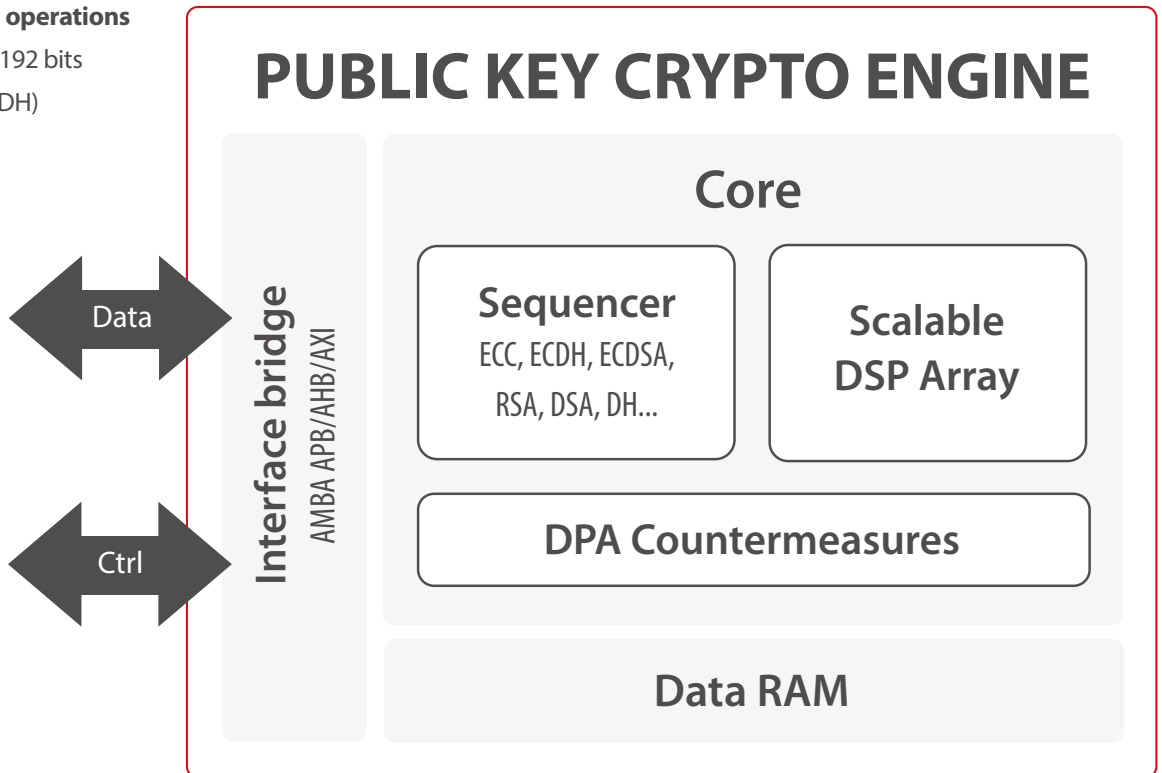 operations
192 bits
DH)
PUBLIC KEY CRYPTO ENGINE
Data
Ctrl
Interface bridge
AMBA APB/AHB/AXI
Core
Sequencer
ECC, ECDH, ECDSA,
RSA, DSA, DH...
Scalable
DSP Array
DPA Countermeasures
Data RAM